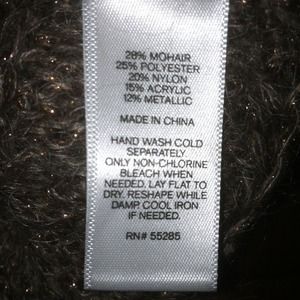 28% MOHAIR
25% POLYESTER
20% NYLON
15% ACRYLIC
12% METALLIC
MADE IN CHINA
HAND WASH COLD
SEPARATELY
ONLY NON-CHLORINE
BLEACH WHEN
NEEDED. LAY FLAT TO
DRY. RESHAPE WHILE
DAMP. COOL IRON
IF NEEDED.
RN# 55285